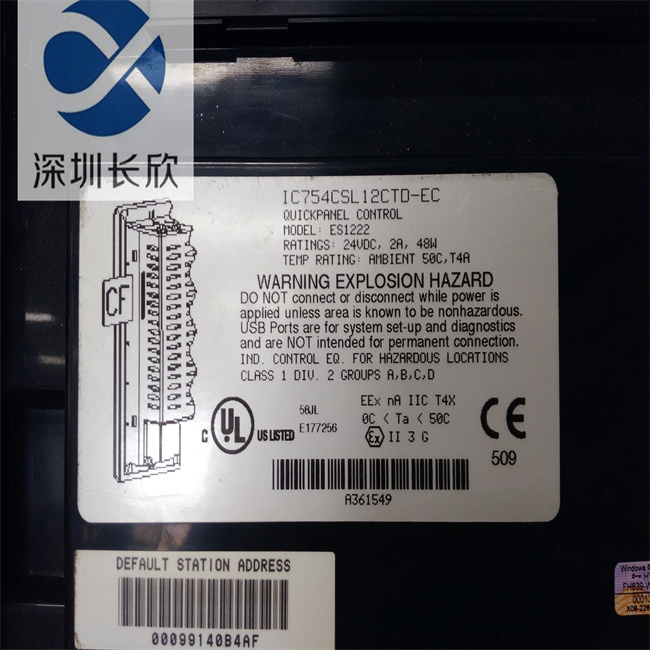 深圳长欣
IC754CSL12CTD-EC
QUICKPANEL CONTROL
MODEL: ES1222
RATINGS: 24VDC, 2A, 48W
TEMP RATING: AMBIENT 50C,T4A
WARNING EXPLOSION HAZARD
DO NOT connect or disconnect while power is
applied unless area is known to be nonhazardous.
USB Ports are for system set-up and diagnostics
and are NOT intended for permanent connection.
IND. CONTROL EQ. FOR HAZARDOUS LOCATIONS
CLASS 1 DIV. 2 GROUPS A,B,C,D
CF
C UL US LISTED
58JL
E177256
EEx nA IIC T4X
0C < Ta < 50C
Ex II 3 G
CE
509
A361549
DEFAULT STATION ADDRESS
00099140B4AF
Windows